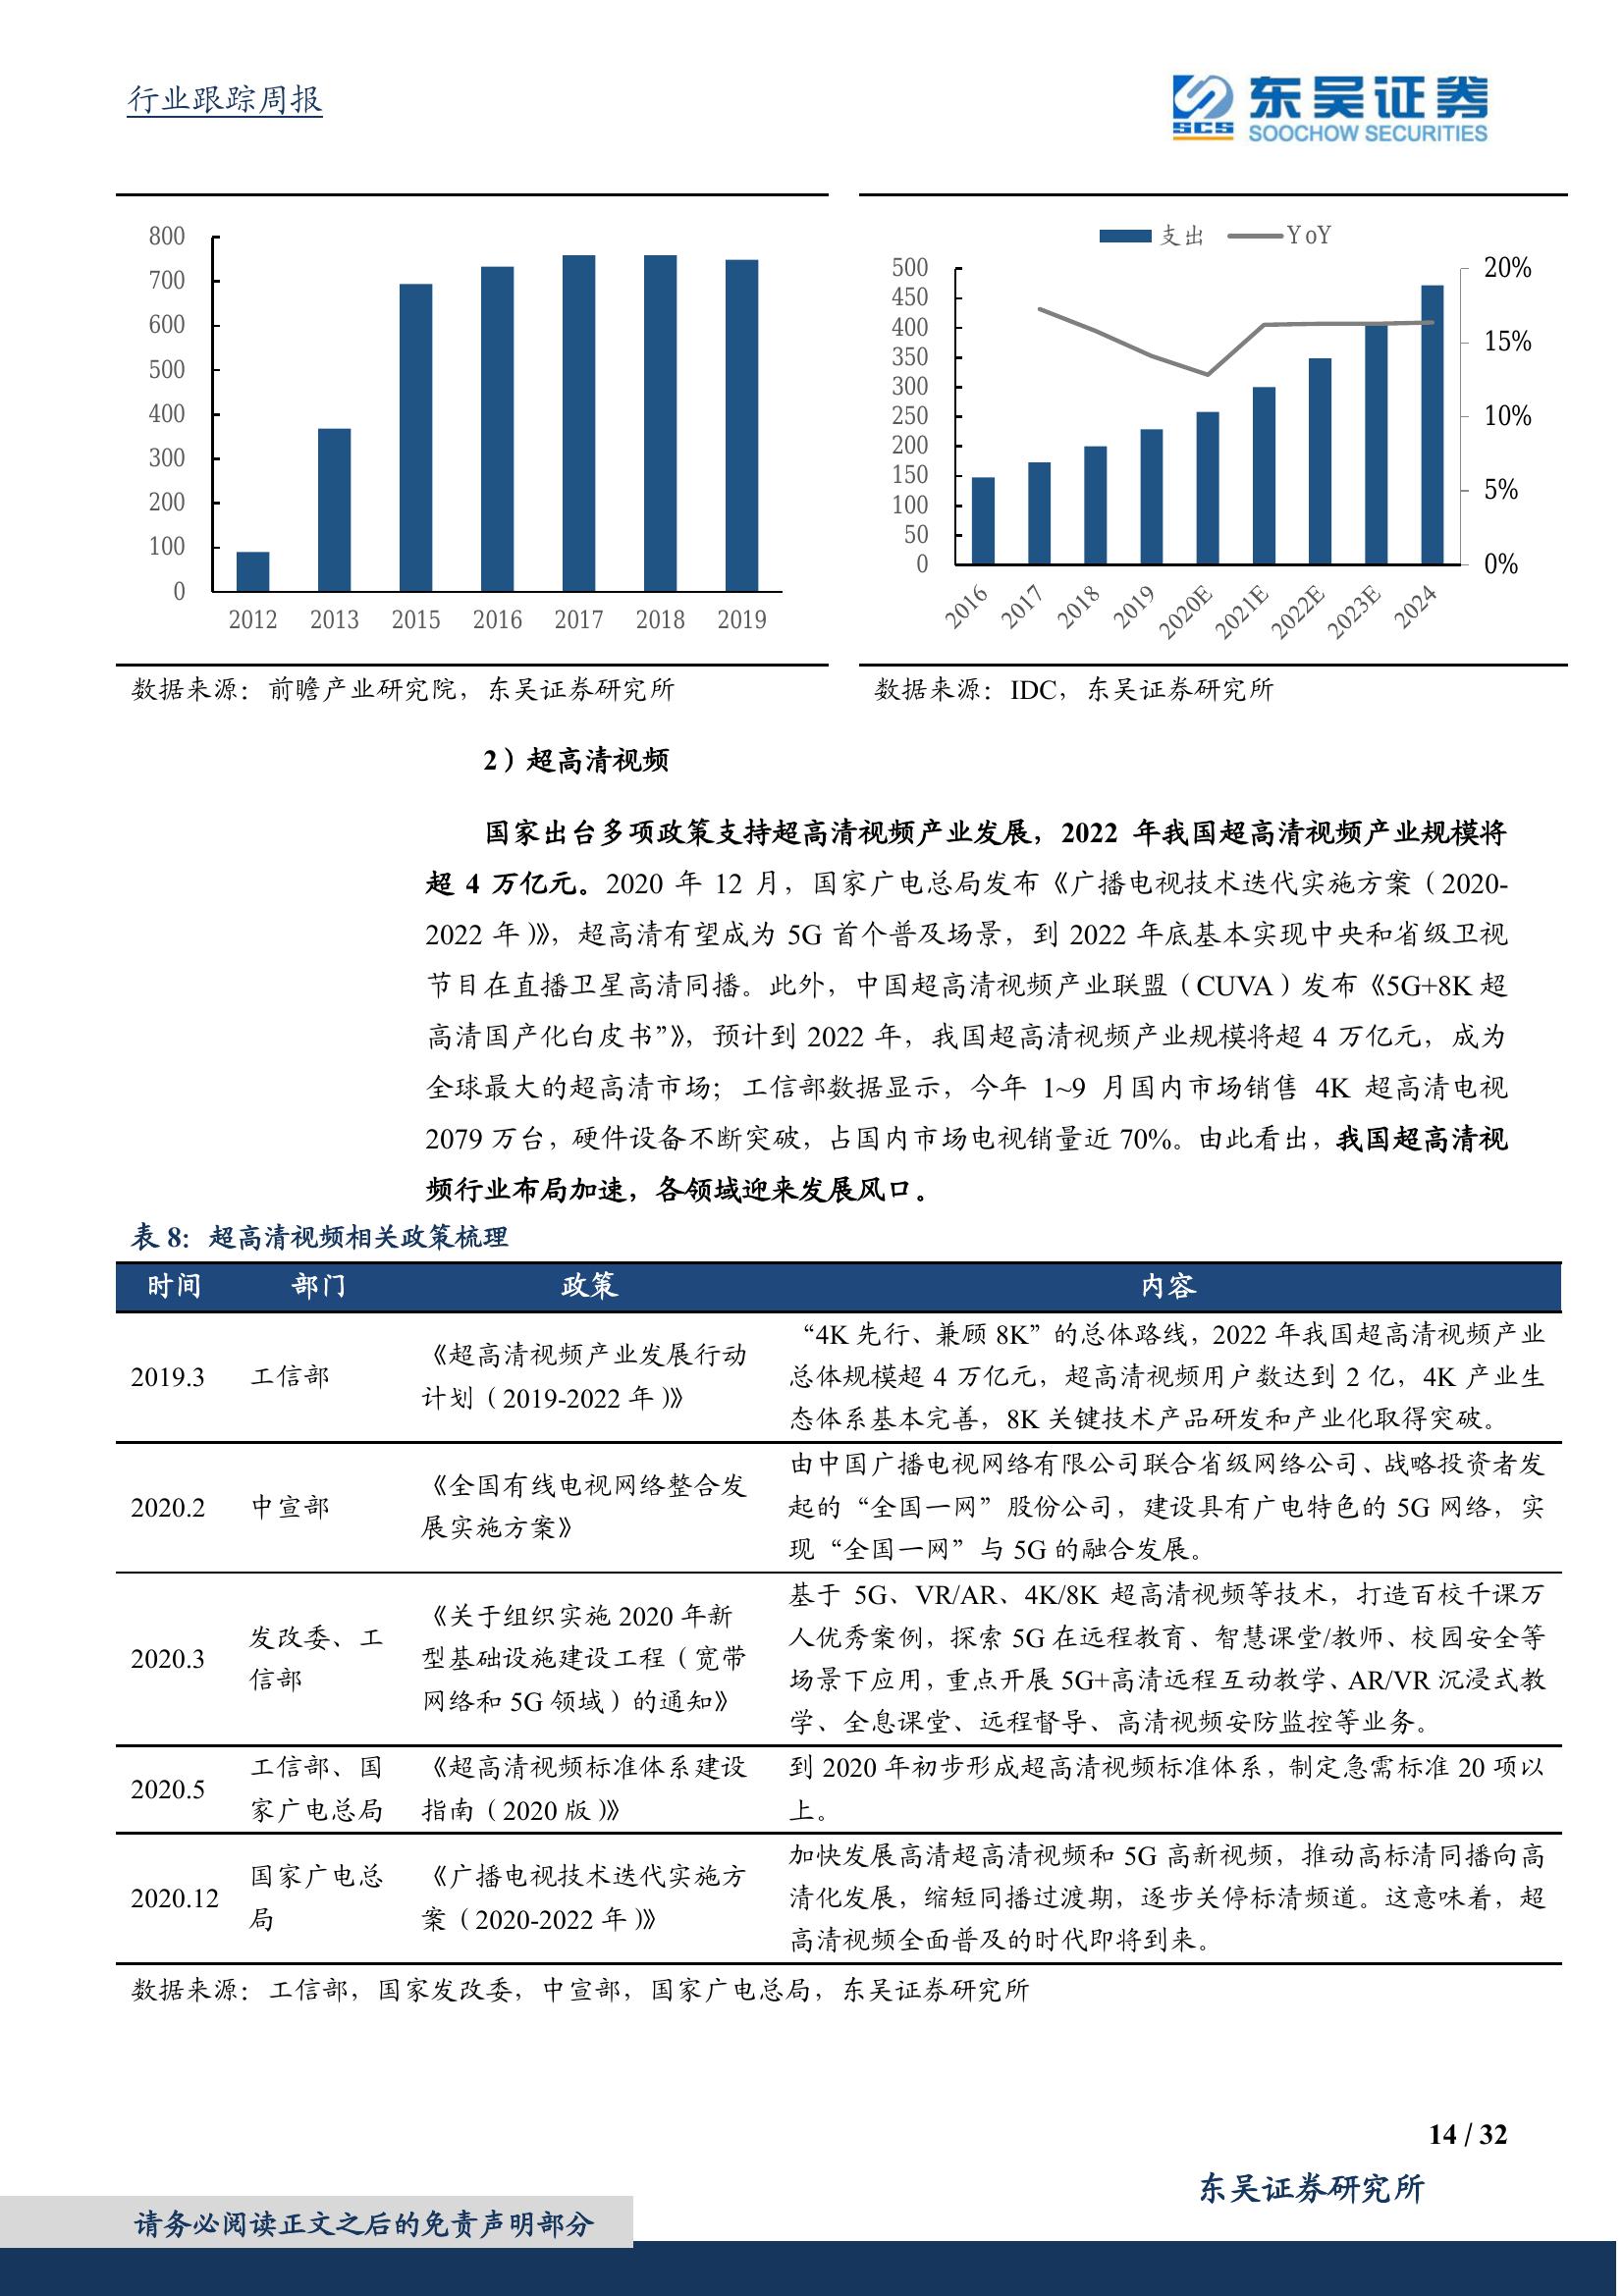 行业跟踪周报
SCS
东吴证券
SOOCHOW SECURITIES
800
700
600
500
400
300
200
100
0
2012 2013 2015 2016 2017 2018 2019
支出 YoY
500
450
400
350
300
250
200
150
100
50
0
20%
15%
10%
5%
0%
2016 2017 2018 2019 2020E 2021E 2022E 2023E 2024
数据来源：前瞻产业研究院，东吴证券研究所
数据来源：IDC，东吴证券研究所
2）超高清视频
国家出台多项政策支持超高清视频产业发展，2022 年我国超高清视频产业规模将
超 4 万亿元。2020 年 12 月，国家广电总局发布《广播电视技术迭代实施方案（2020-
2022 年）》，超高清有望成为 5G 首个普及场景，到 2022 年底基本实现中央和省级卫视
节目在直播卫星高清同播。此外，中国超高清视频产业联盟（CUVA）发布《5G+8K 超
高清国产化白皮书”》，预计到 2022 年，我国超高清视频产业规模将超 4 万亿元，成为
全球最大的超高清市场；工信部数据显示，今年 1~9 月国内市场销售 4K 超高清电视
2079 万台，硬件设备不断突破，占国内市场电视销量近 70%。由此看出，我国超高清视
频行业布局加速，各领域迎来发展风口。
表 8：超高清视频相关政策梳理
时间 部门 政策 内容
2019.3
工信部
《超高清视频产业发展行动
计划（2019-2022 年）》
“4K 先行、兼顾 8K”的总体路线，2022 年我国超高清视频产业
总体规模超 4 万亿元，超高清视频用户数达到 2 亿，4K 产业生
态体系基本完善，8K 关键技术产品研发和产业化取得突破。
2020.2
中宣部
《全国有线电视网络整合发
展实施方案》
由中国广播电视网络有限公司联合省级网络公司、战略投资者发
起的“全国一网”股份公司，建设具有广电特色的 5G 网络，实
现“全国一网”与 5G 的融合发展。
2020.3
发改委、工
信部
《关于组织实施 2020 年新
型基础设施建设工程（宽带
网络和 5G 领域）的通知》
基于 5G、VR/AR、4K/8K 超高清视频等技术，打造百校千课万
人优秀案例，探索 5G 在远程教育、智慧课堂/教师、校园安全等
场景下应用，重点开展 5G+高清远程互动教学、AR/VR 沉浸式教
学、全息课堂、远程督导、高清视频安防监控等业务。
2020.5
工信部、国
家广电总局
《超高清视频标准体系建设
指南（2020 版）》
到 2020 年初步形成超高清视频标准体系，制定急需标准 20 项以
上。
2020.12
国家广电总
局
《广播电视技术迭代实施方
案（2020-2022 年）》
加快发展高清超高清视频和 5G 高新视频，推动高标清同播向高
清化发展，缩短同播过渡期，逐步关停标清频道。这意味着，超
高清视频全面普及的时代即将到来。
数据来源：工信部，国家发改委，中宣部，国家广电总局，东吴证券研究所
14 / 32
东吴证券研究所
请务必阅读正文之后的免责声明部分